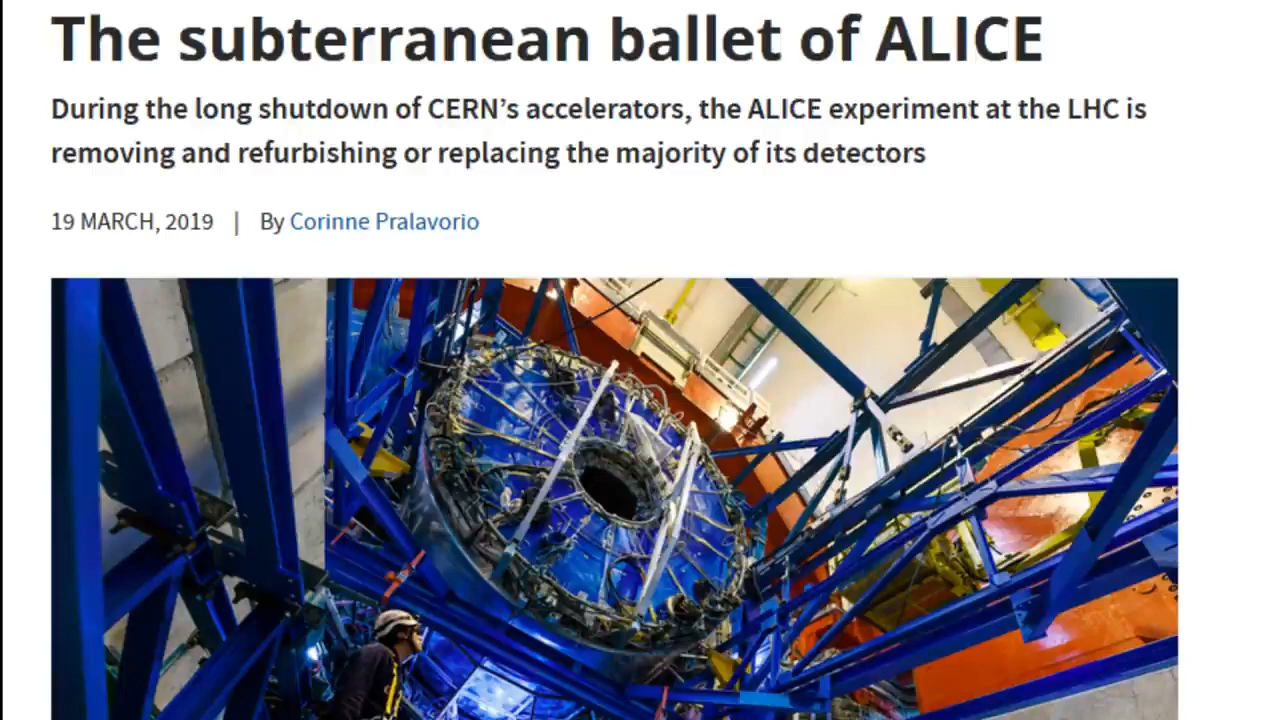 The subterranean ballet of ALICE
During the long shutdown of CERN’s accelerators, the ALICE experiment at the LHC is
removing and refurbishing or replacing the majority of its detectors
19 MARCH, 2019 | By Corinne Pralavorio